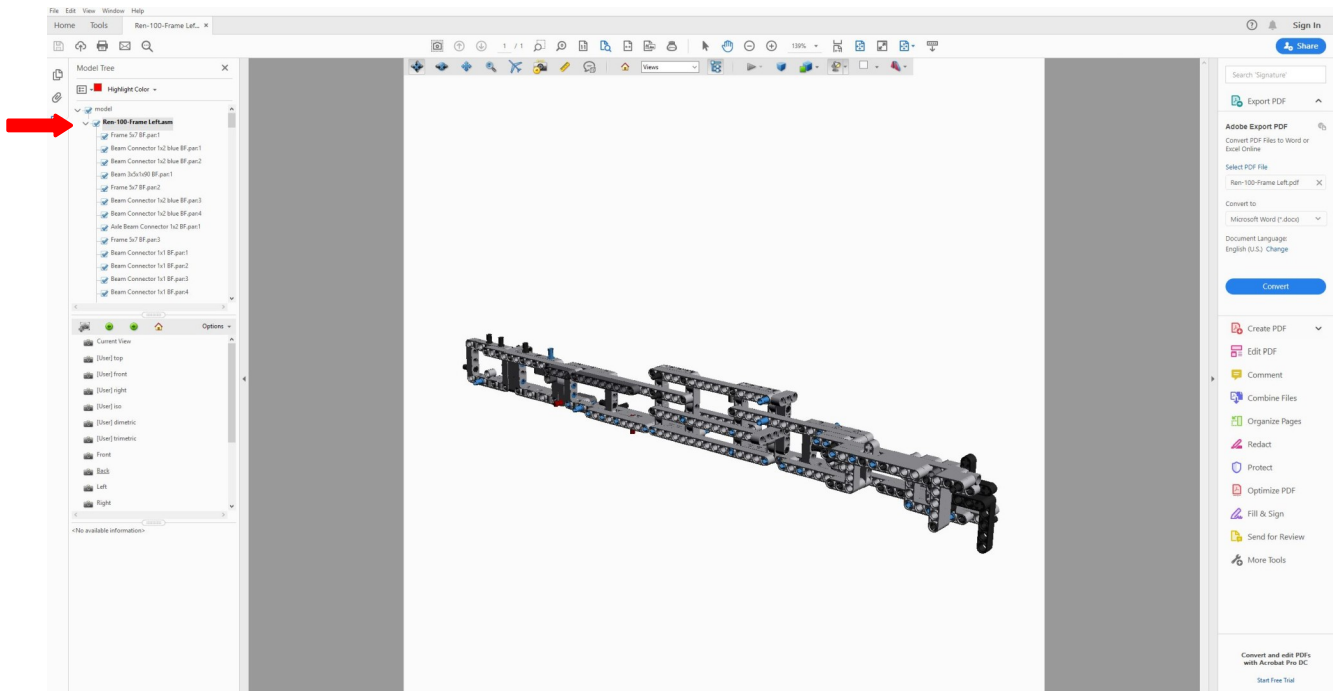 File Edit View Window Help
Home Tools Ren-100-Frame Lef... × Sign In
1 / 1 139% Share
Model Tree ×
Highlight Color
model
Ren-100-Frame Left.asm
Frame 5x7 BF.par:1
Beam Connector 1x2 blue BF.par:1
Beam Connector 1x2 blue BF.par:2
Beam 3x5x1x90 BF.par:1
Frame 5x7 BF.par:2
Beam Connector 1x2 blue BF.par:3
Beam Connector 1x2 blue BF.par:4
Axle Beam Connector 1x2 BF.par:1
Frame 5x7 BF.par:3
Beam Connector 1x1 BF.par:1
Beam Connector 1x1 BF.par:2
Beam Connector 1x1 BF.par:3
Beam Connector 1x1 BF.par:4
Options
Current View
[User] top
[User] front
[User] right
[User] iso
[User] dimetric
[User] trimetric
Front
Back
Left
Right
<No available information>
Views
Search 'Signature'
Export PDF
Adobe Export PDF
Convert PDF Files to Word or
Excel Online
Select PDF File
Ren-100-Frame Left.pdf ×
Convert to
Microsoft Word (*.docx)
Document Language:
English (U.S.) Change
Convert
Create PDF
Edit PDF
Comment
Combine Files
Organize Pages
Redact
Protect
Optimize PDF
Fill & Sign
Send for Review
More Tools
Convert and edit PDFs
with Acrobat Pro DC
Start Free Trial